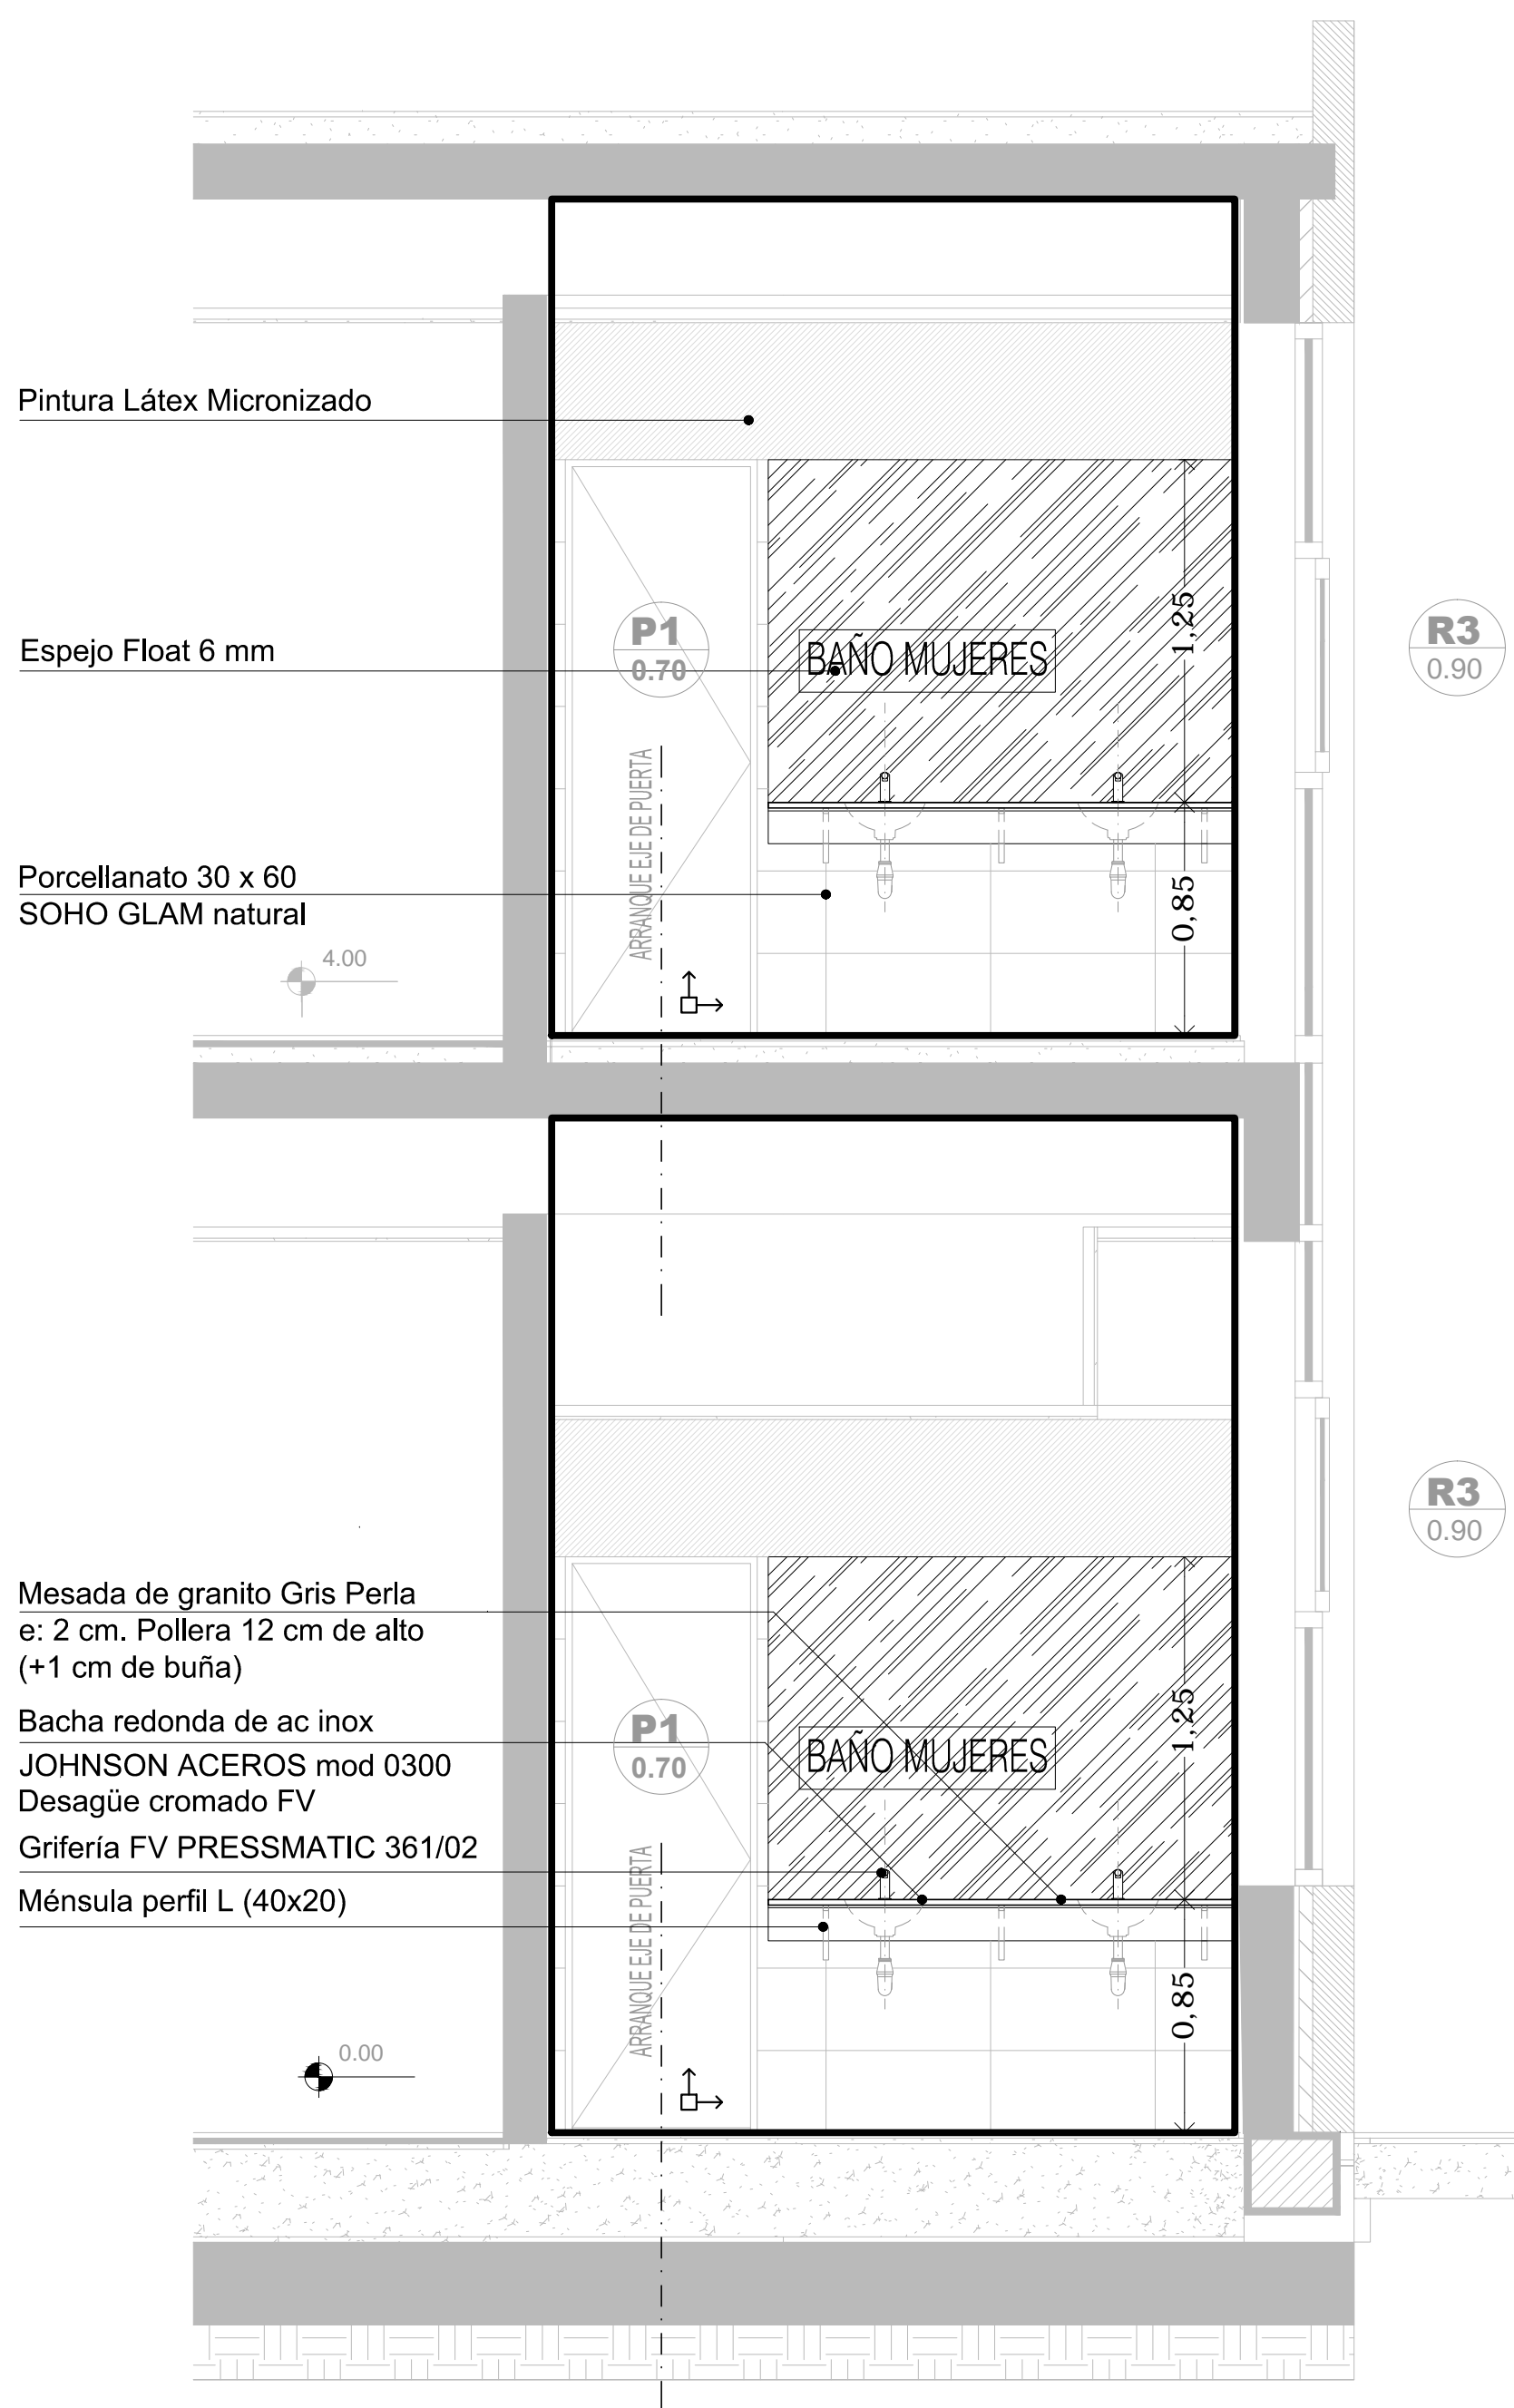 Pintura Látex Micronizado
1,25
P1
0.70
BAÑO MUJERES
R3
0.90
Espejo Float 6 mm
ARRANQUE EJE DE PUERTA
Porcellanato 30 x 60
SOHO GLAM natural
0,85
4.00
Mesada de granito Gris Perla
e: 2 cm. Pollera 12 cm de alto
(+1 cm de buña)
R3
0.90
1,25
P1
0.70
BAÑO MUJERES
Bacha redonda de ac inox
JOHNSON ACEROS mod 0300
Desagüe cromado FV
Grifería FV PRESSMATIC 361/02
Ménsula perfil L (40x20)
ARRANQUE EJE DE PUERTA
0,85
0.00